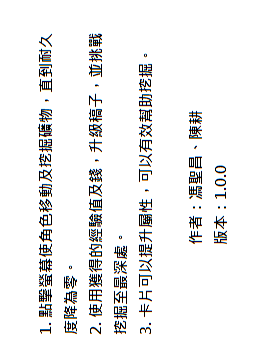 1. 點擊螢幕使角色移動及挖掘礦物，直到耐久
度降為零。
2. 使用獲得的經驗值及錢，升級稿子，並挑戰
挖掘至最深處。
3. 卡片可以提升屬性，可以有效幫助挖掘。
作者：馮聖昌、陳耕
版本：1.0.0